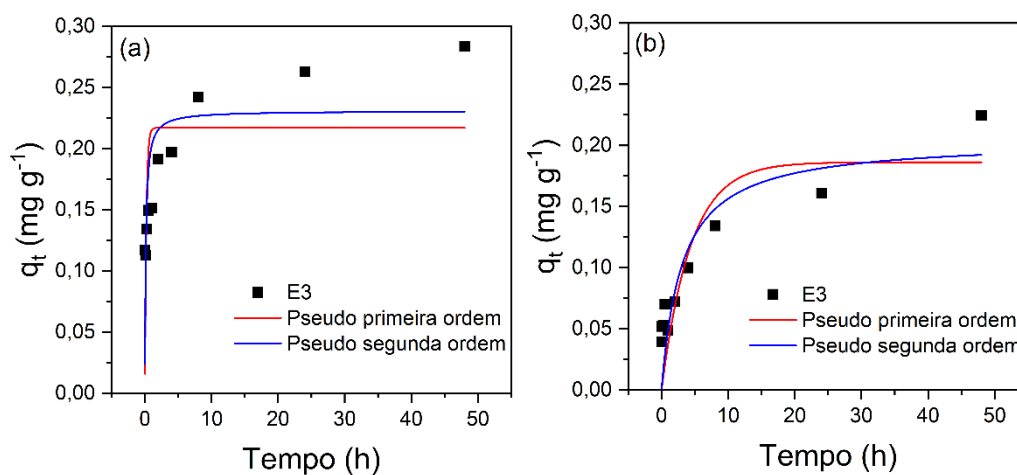 (a)
0,30
0,25
0,20
0,15
0,10
0,05
0,00
q_t (mg g^-1)
E3
Pseudo primeira ordem
Pseudo segunda ordem
0 10 20 30 40 50
Tempo (h)
(b)
0,30
0,25
0,20
0,15
0,10
0,05
0,00
q_t (mg g^-1)
E3
Pseudo primeira ordem
Pseudo segunda ordem
0 10 20 30 40 50
Tempo (h)